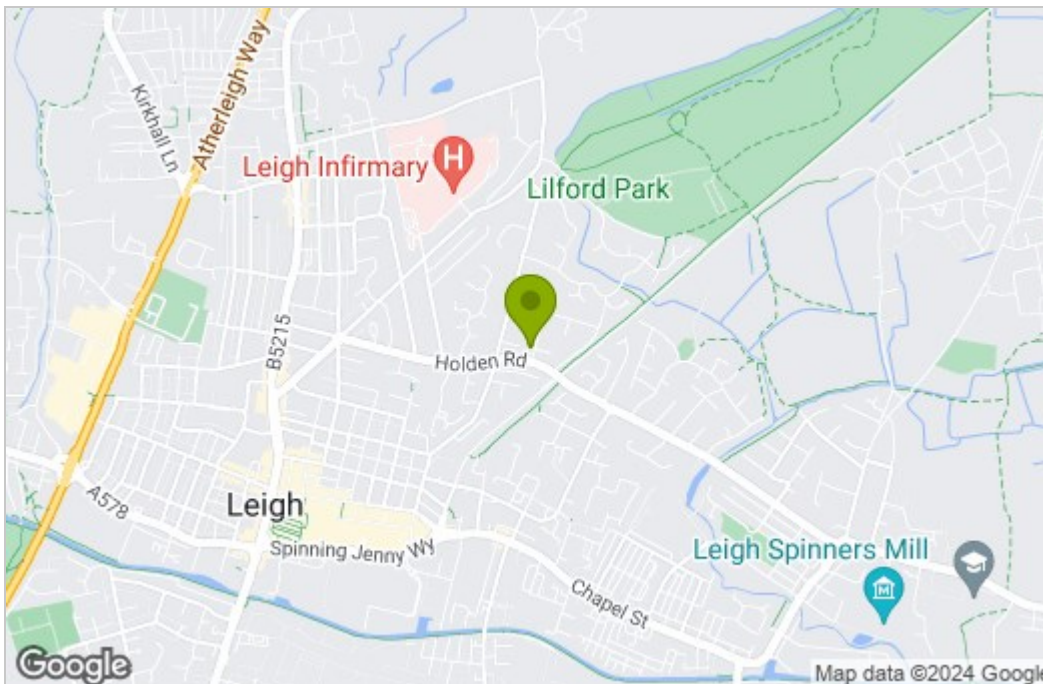 Atherleigh Way
Kirkhall Ln
Leigh Infirmary
H
Lilford Park
B5215
Holden Rd
A578
Leigh
Spinning Jenny Wy
Leigh Spinners Mill
M
Chapel St
Google
Map data ©2024 Google